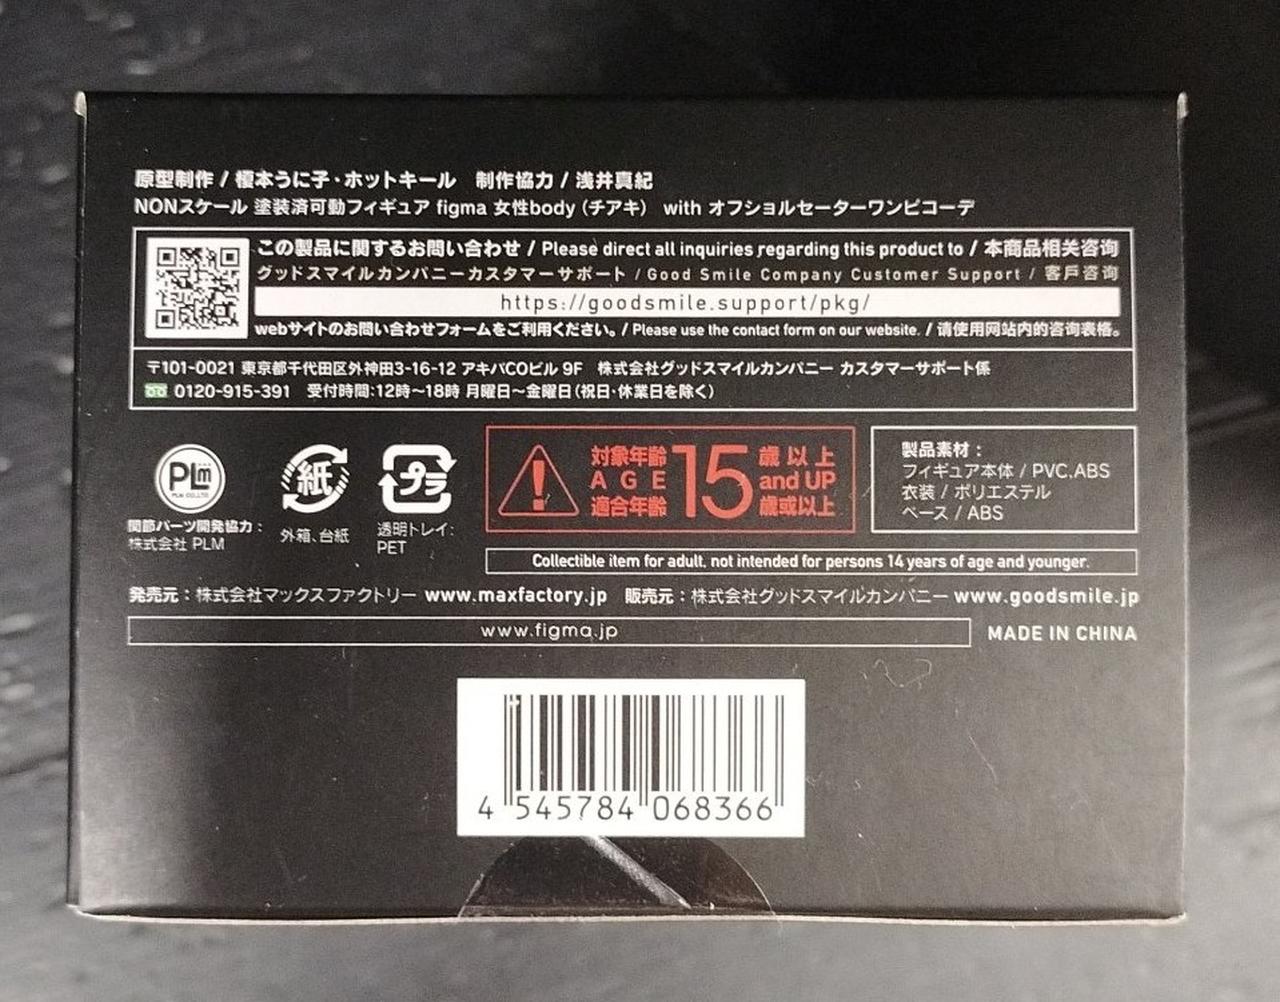 原型制作 / 榎本うに子・ホットキール 制作協力 / 浅井真紀
NONスケール 塗装済可動フィギュア figma 女性body（チアキ） with オフショルセーターワンピコーデ
この製品に関するお問い合わせ / Please direct all inquiries regarding this product to / 本商品相关咨询
グッドスマイルカンパニーカスタマーサポート / Good Smile Company Customer Support / 客戶咨询
https://goodsmile.support/pkg/
webサイトのお問い合わせフォームをご利用ください。/ Please use the contact form on our website. / 请使用网站内的咨询表格。
〒101-0021 東京都千代田区外神田3-16-12 アキバCOビル 9F 株式会社グッドスマイルカンパニー カスタマーサポート係
0120-915-391 受付時間:12時～18時 月曜日～金曜日（祝日・休業日を除く）
PLm
PLM CO.,LTD
関節パーツ開発協力：
株式会社 PLM
紙
外箱、台紙
プラ
透明トレイ：
PET
対象年齢 15 歳以上
AGE and UP
適合年齢 歳或以上
製品素材：
フィギュア本体 / PVC,ABS
衣装 / ポリエステル
ベース / ABS
Collectible item for adult, not intended for persons 14 years of age and younger.
発売元：株式会社マックスファクトリー www.maxfactory.jp 販売元：株式会社グッドスマイルカンパニー www.goodsmile.jp
www.figma.jp MADE IN CHINA
4 545784 068366